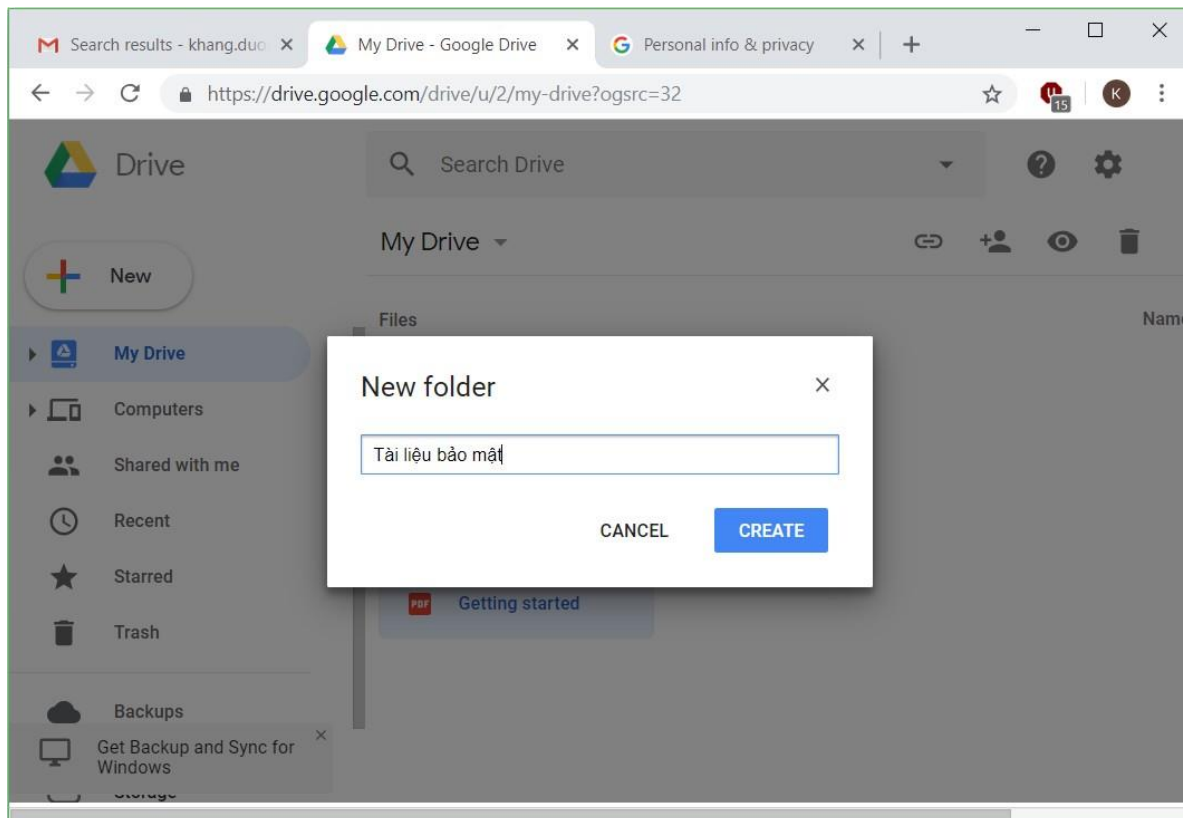 Search results - khang.duo
My Drive - Google Drive
Personal info & privacy
https://drive.google.com/drive/u/2/my-drive?ogsrc=32
15
K
Drive
Search Drive
My Drive
New
Files
Name
My Drive
Computers
Shared with me
Recent
Starred
Trash
Backups
Get Backup and Sync for
Windows
Storage
New folder
Tài liệu bảo mật
CANCEL
CREATE
PDF
Getting started